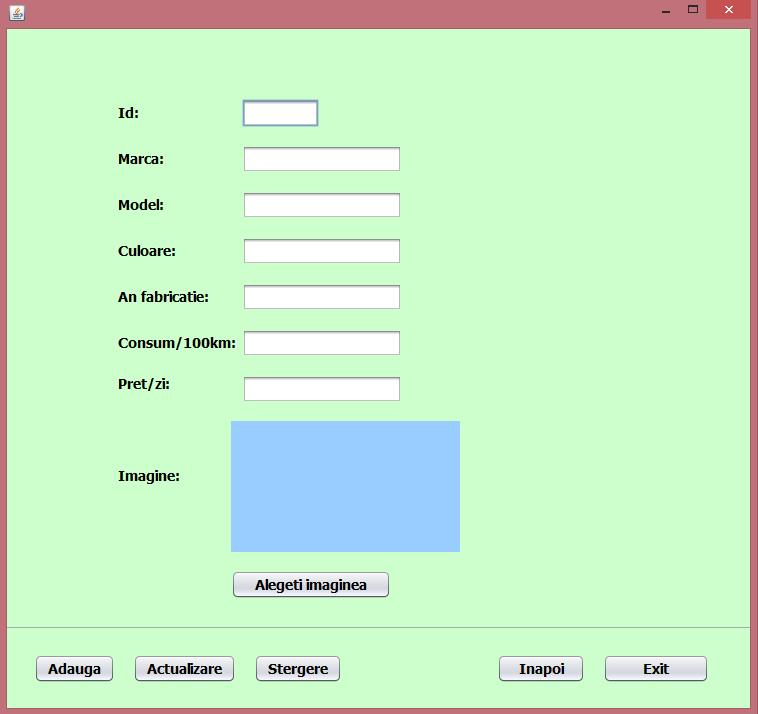 Id:
Marca:
Model:
Culoare:
An fabricatie:
Consum/100km:
Pret/zi:
Imagine:
Alegeti imaginea
Adauga Actualizare Stergere Inapoi Exit